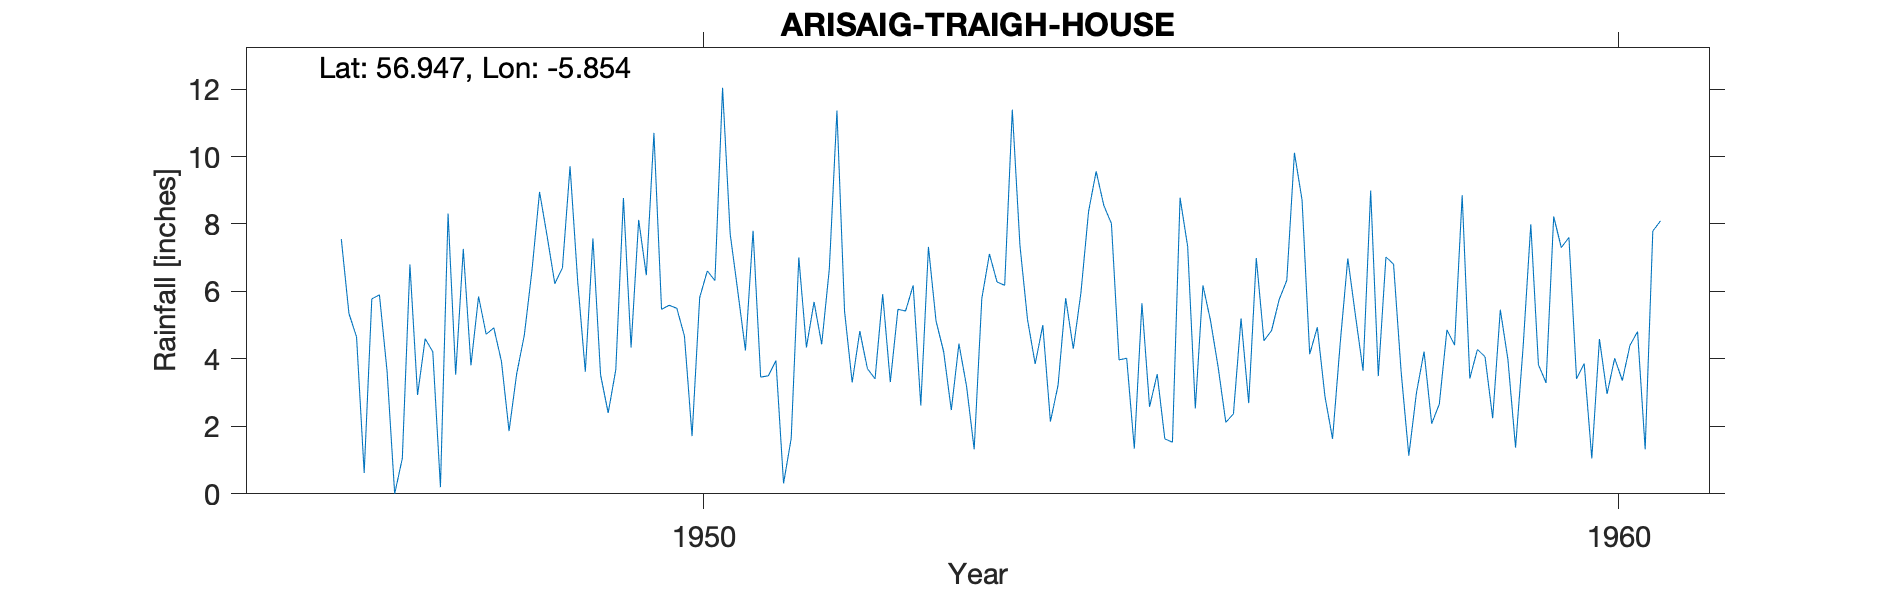 ARISAIG-TRAIGH-HOUSE
Lat: 56.947, Lon: -5.854
12
10
8
6
4
2
0
Rainfall [inches]
1950
1960
Year